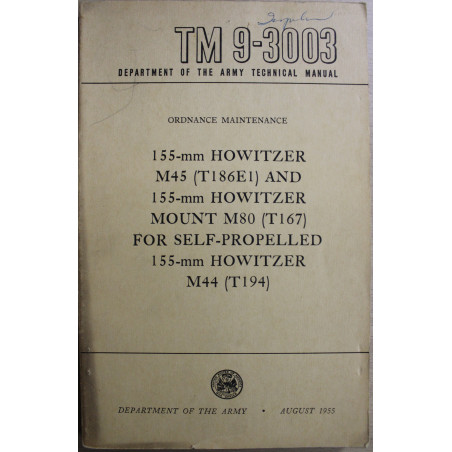 TM 9-3003
DEPARTMENT OF THE ARMY TECHNICAL MANUAL
ORDNANCE MAINTENANCE
155-mm HOWITZER
M45 (T186E1) AND
155-mm HOWITZER
MOUNT M80 (T167)
FOR SELF-PROPELLED
155-mm HOWITZER
M44 (T194)
DEPARTMENT OF THE ARMY • AUGUST 1955